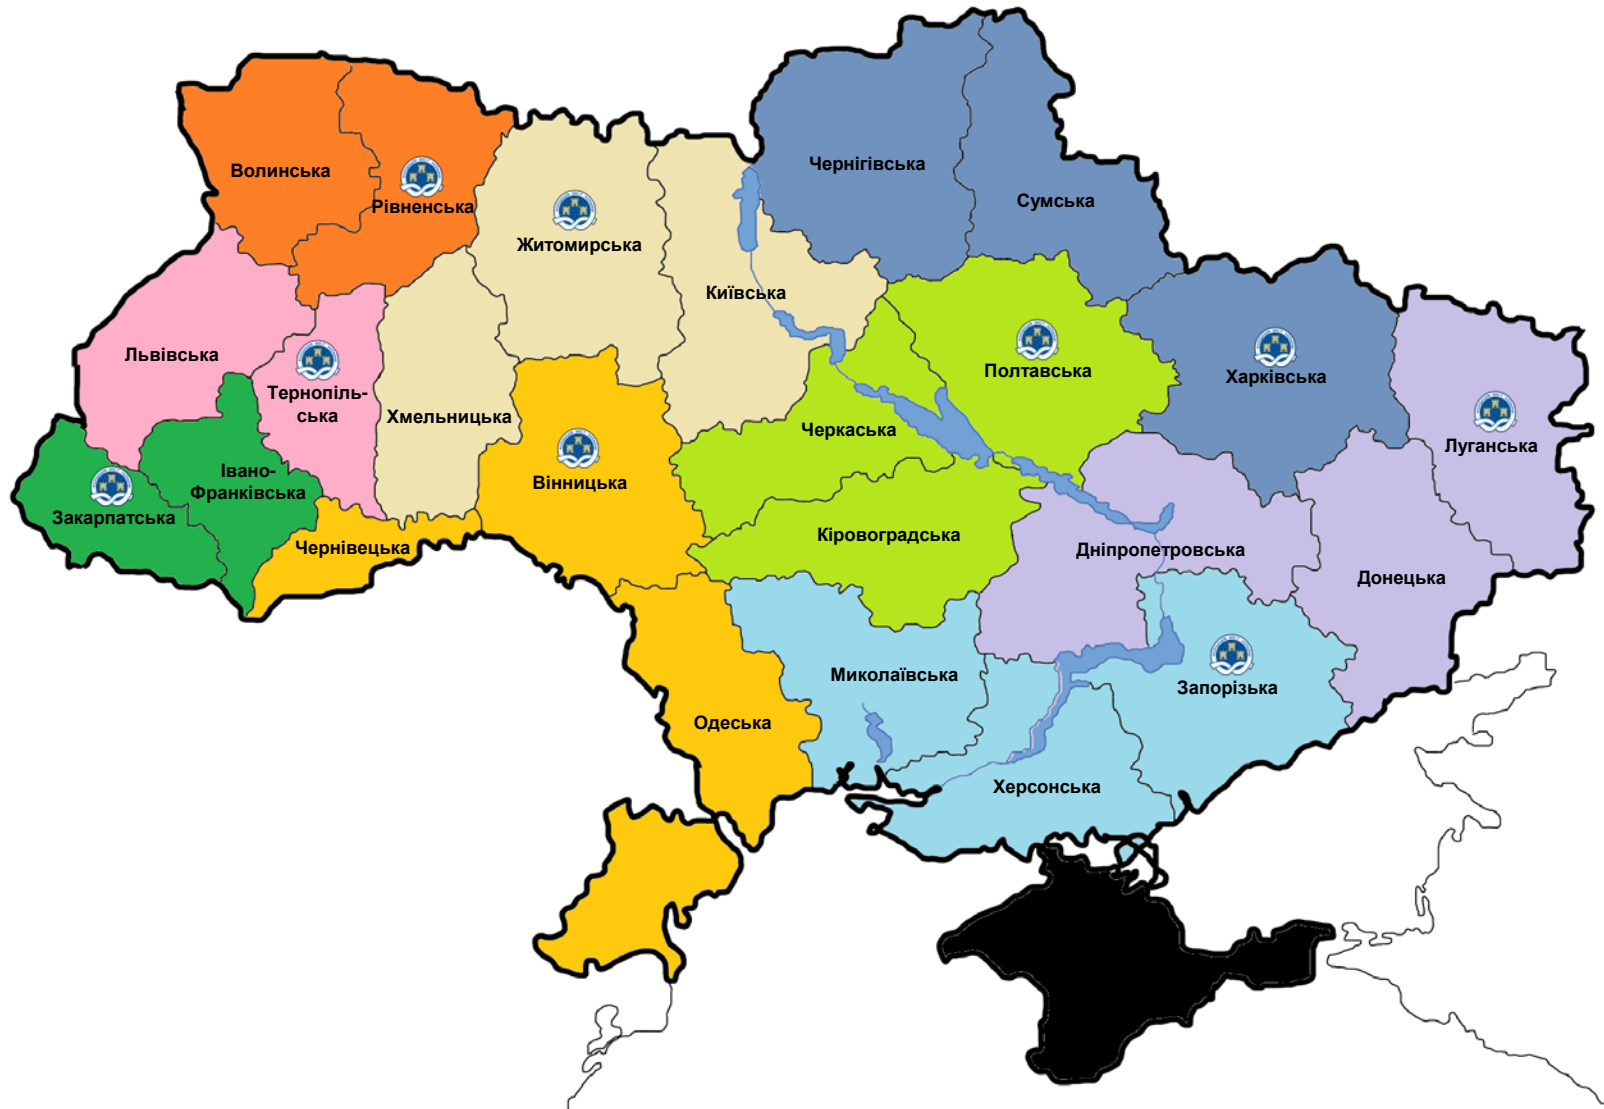 Волинська
Рівненська
Житомирська
Київська
Чернігівська
Сумська
Львівська
Тернопіль-
ська
Хмельницька
Полтавська
Харківська
Луганська
Черкаська
Івано-
Франківська
Закарпатська
Чернівецька
Вінницька
Кіровоградська
Дніпропетровська
Донецька
Миколаївська
Запорізька
Одеська
Херсонська